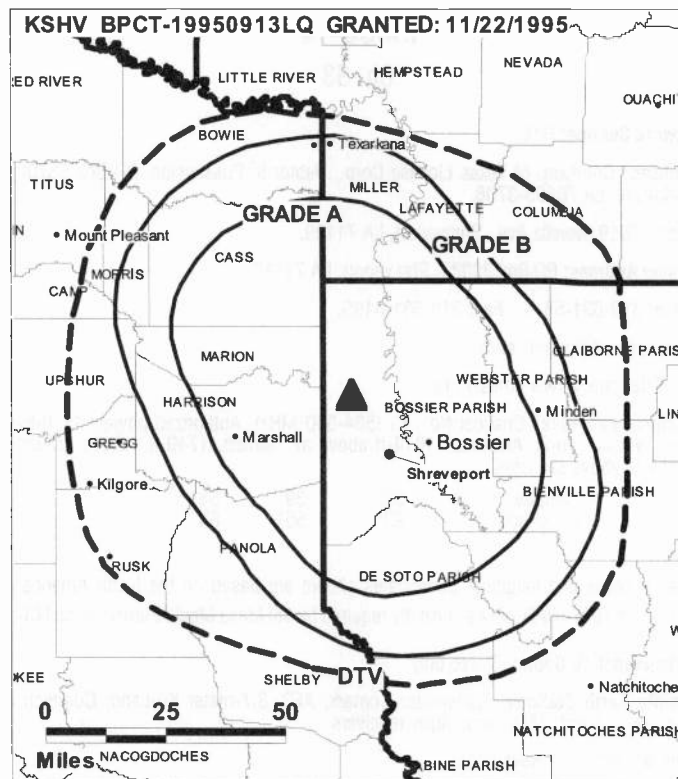 KSHV BPCT-19950913LQ GRANTED: 11/22/1995
NEVADA
HEMPSTEAD
LITTLE RIVER
RED RIVER
OUACHIT
BOWIE
Texarkana
TITUS
MILLER
LAFAYETTE
COLUMBIA
GRADE A
GRADE B
Mount Pleasant
CASS
MORRIS
CAMP
MARION
CLAIBORNE PARIS
UPSHUR
WEBSTER PARISH
HARRISON
BOSSIER PARISH
Minden
LIN
GREGG
Marshall
Bossier
Shreveport
Kilgore
BIENVILLE PARISH
PANOLA
RUSK
DE SOTO PARISH
W
SHELBY
DTV
KEE
Natchitoche
0 25 50
NATCHITOCHES PARISH
Miles
NACOGDOCHES
BINE PARISH